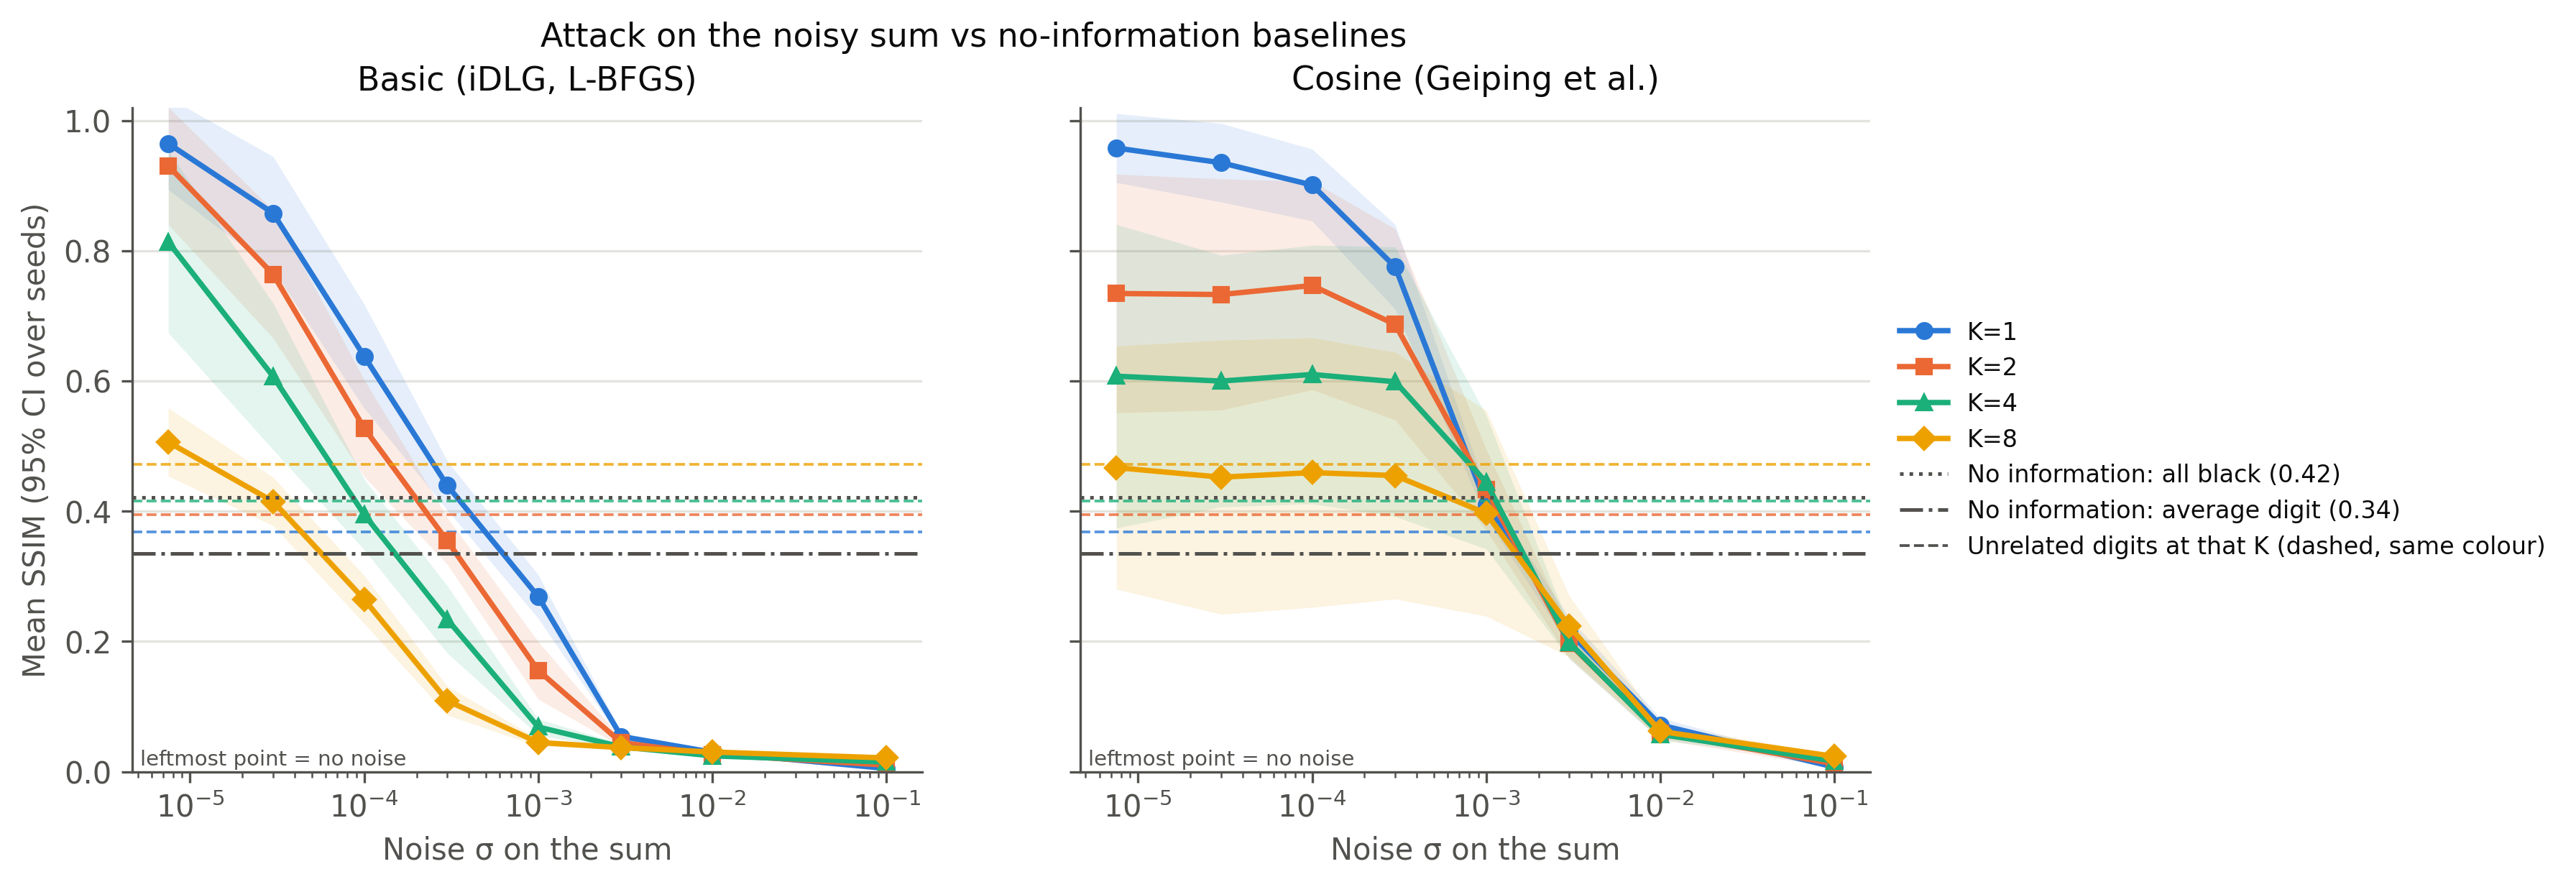 Attack on the noisy sum vs no-information baselines
Basic (iDLG, L-BFGS)
Cosine (Geiping et al.)
Mean SSIM (95% CI over seeds)
1.0
0.8
0.6
0.4
0.2
0.0
leftmost point = no noise
leftmost point = no noise
10⁻⁵ 10⁻⁴ 10⁻³ 10⁻² 10⁻¹
10⁻⁵ 10⁻⁴ 10⁻³ 10⁻² 10⁻¹
Noise σ on the sum
Noise σ on the sum
K=1
K=2
K=4
K=8
No information: all black (0.42)
No information: average digit (0.34)
Unrelated digits at that K (dashed, same colour)